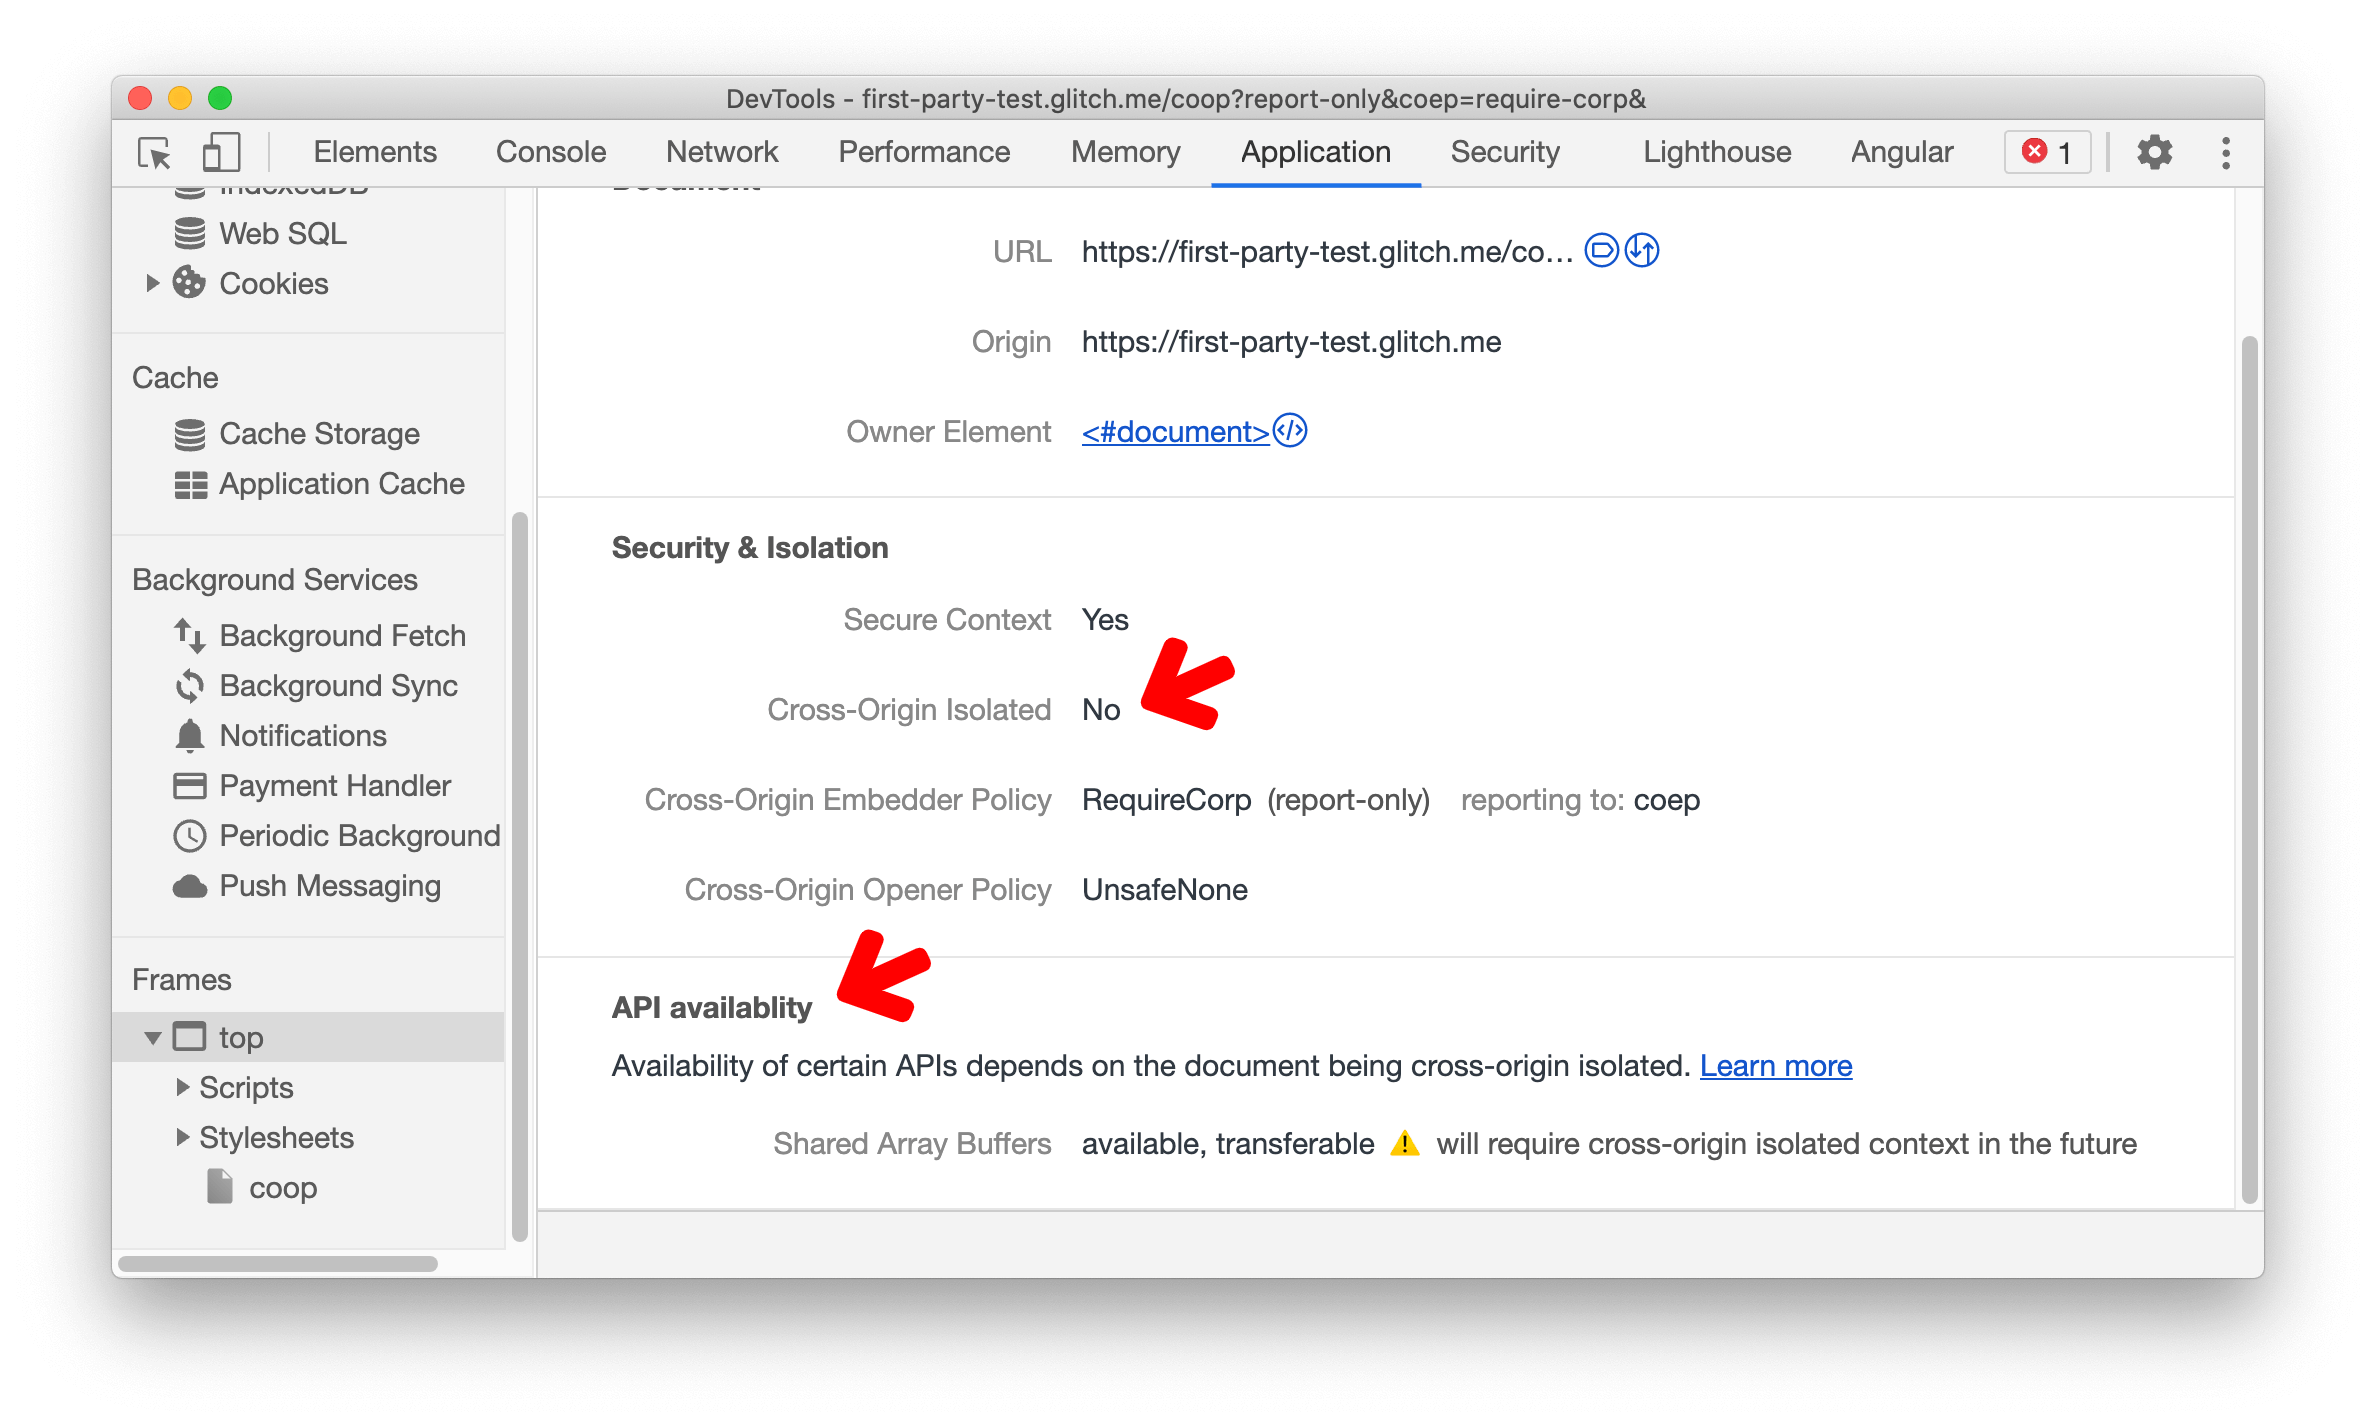 DevTools - first-party-test.glitch.me/coop?report-only&coep=require-corp&
Elements Console Network Performance Memory Application Security Lighthouse Angular 1
IndexedDB
Web SQL
Cookies
Cache
Cache Storage
Application Cache
Background Services
Background Fetch
Background Sync
Notifications
Payment Handler
Periodic Background
Push Messaging
Frames
top
Scripts
Stylesheets
coop
Document
URL https://first-party-test.glitch.me/co…
Origin https://first-party-test.glitch.me
Owner Element <#document>
Security & Isolation
Secure Context Yes
Cross-Origin Isolated No
Cross-Origin Embedder Policy RequireCorp (report-only) reporting to: coep
Cross-Origin Opener Policy UnsafeNone
API availablity
Availability of certain APIs depends on the document being cross-origin isolated. Learn more
Shared Array Buffers available, transferable will require cross-origin isolated context in the future